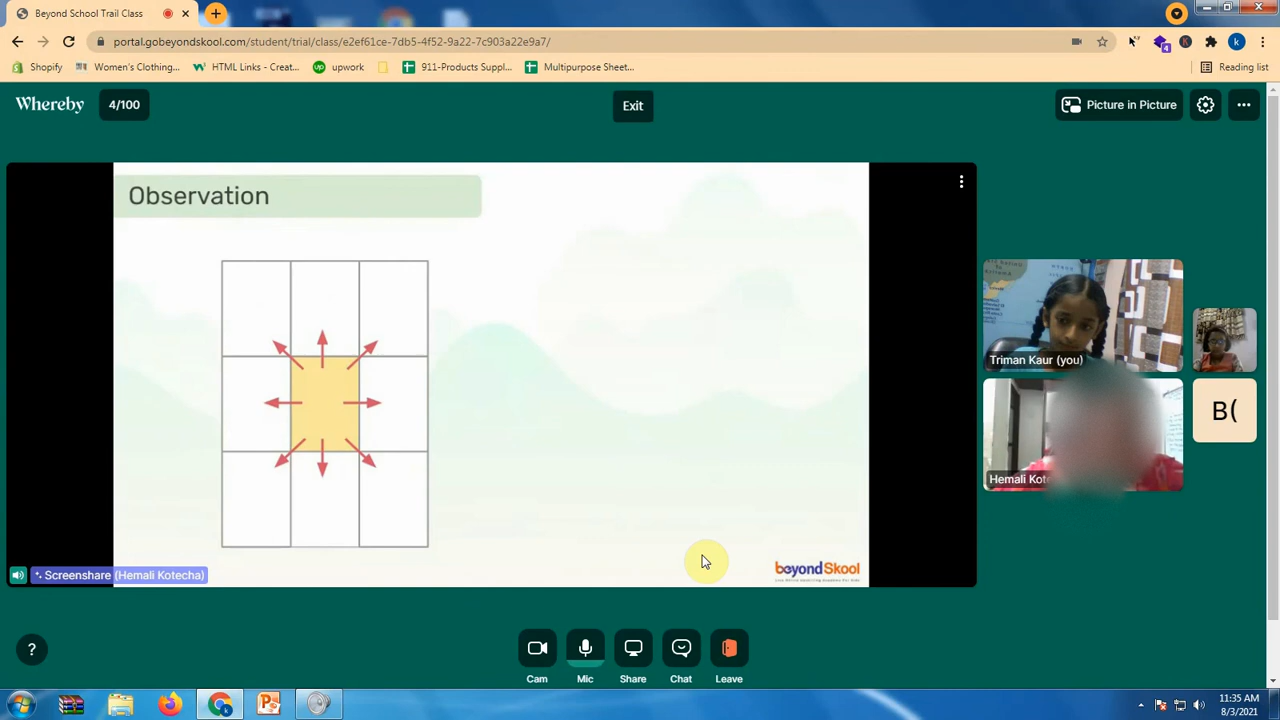 Beyond School Trail Class
portal.gobeyondskool.com/student/trial/class/e2ef61ce-7db5-4f52-9a22-7c903a22e9a7/
4
k
Shopify
Women's Clothing...
HTML Links - Creat...
upwork
911-Products Suppl...
Multipurpose Sheet...
Reading list
Whereby
4/100
Exit
Picture in Picture
Observation
Triman Kaur (you)
B(
Hemali Kote
beyondSkool
Screenshare (Hemali Kotecha)
?
Cam
Mic
Share
Chat
Leave
11:35 AM
8/3/2021